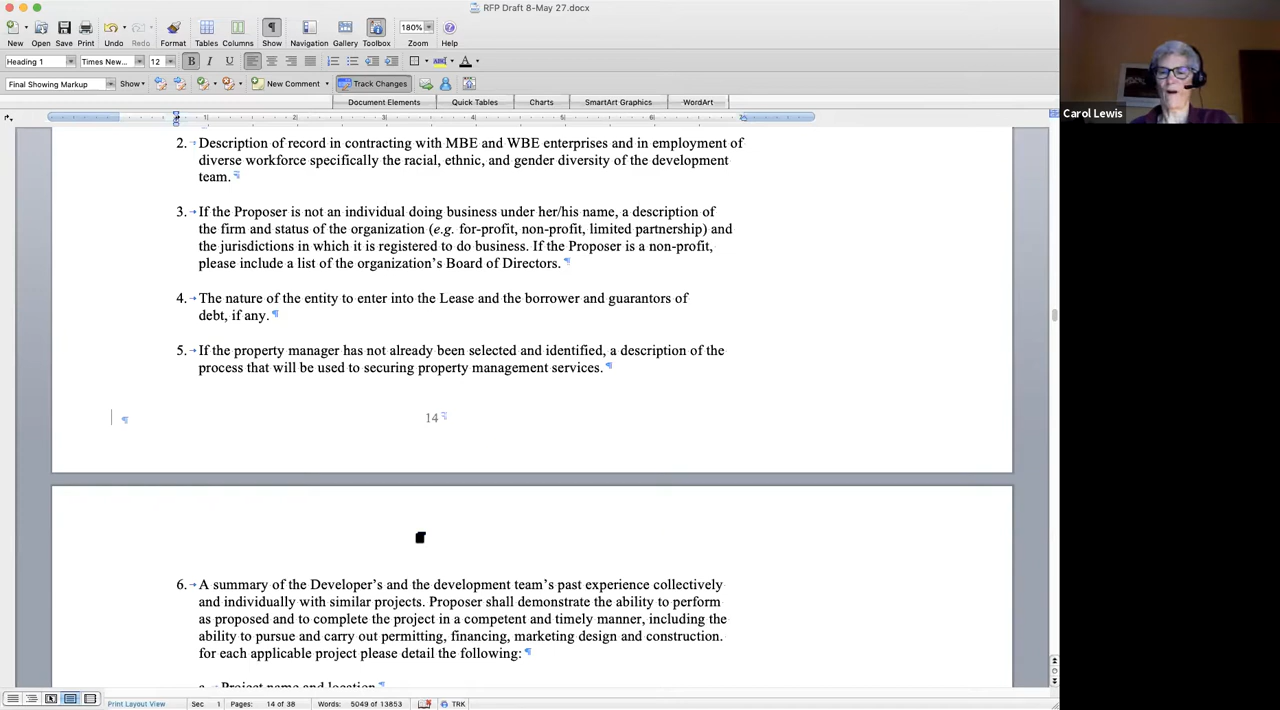 RFP Draft 8-May 27.docx
180%
New Open Save Print Undo Redo Format Tables Columns Show Navigation Gallery Toolbox Zoom Help
Heading 1 Times New... 12 B I U ABC A
Final Showing Markup Show New Comment Track Changes
Document Elements Quick Tables Charts SmartArt Graphics WordArt
1 2 3 4 5 6 7
Carol Lewis
2. Description of record in contracting with MBE and WBE enterprises and in employment of
diverse workforce specifically the racial, ethnic, and gender diversity of the development
team.
3. If the Proposer is not an individual doing business under her/his name, a description of
the firm and status of the organization (e.g. for-profit, non-profit, limited partnership) and
the jurisdictions in which it is registered to do business. If the Proposer is a non-profit,
please include a list of the organization's Board of Directors.
4. The nature of the entity to enter into the Lease and the borrower and guarantors of
debt, if any.
5. If the property manager has not already been selected and identified, a description of the
process that will be used to securing property management services.
14
6. A summary of the Developer's and the development team's past experience collectively
and individually with similar projects. Proposer shall demonstrate the ability to perform
as proposed and to complete the project in a competent and timely manner, including the
ability to pursue and carry out permitting, financing, marketing design and construction.
for each applicable project please detail the following:
a. Project name and location
Print Layout View Sec 1 Pages: 14 of 38 Words: 5049 of 13853 TRK